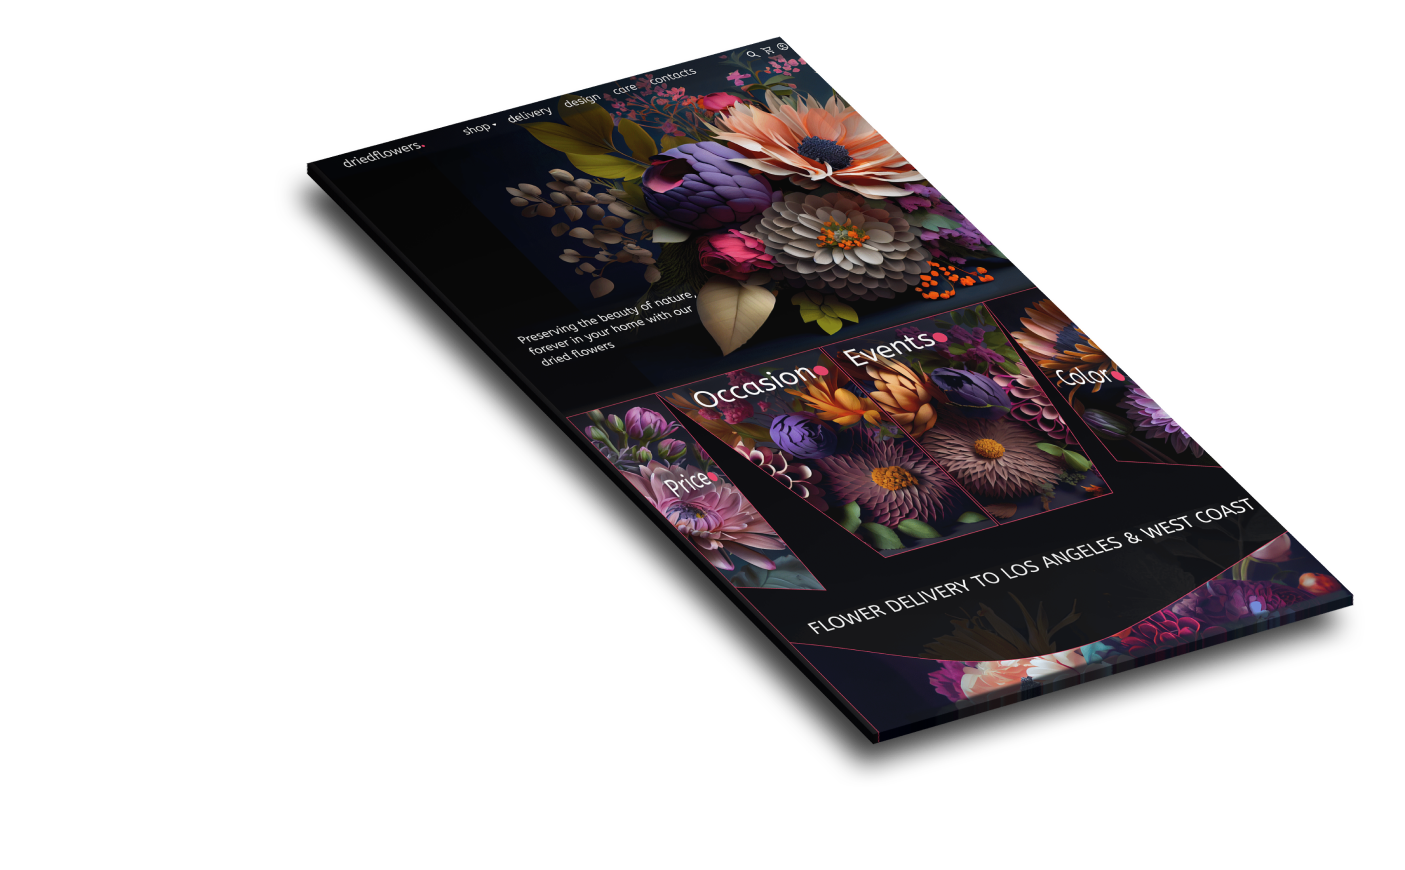 driedflowers.
shop
delivery
design
care
contacts
Preserving the beauty of nature,
forever in your home with our
dried flowers
Price
Occasion
Events
Color
FLOWER DELIVERY TO LOS ANGELES & WEST COAST